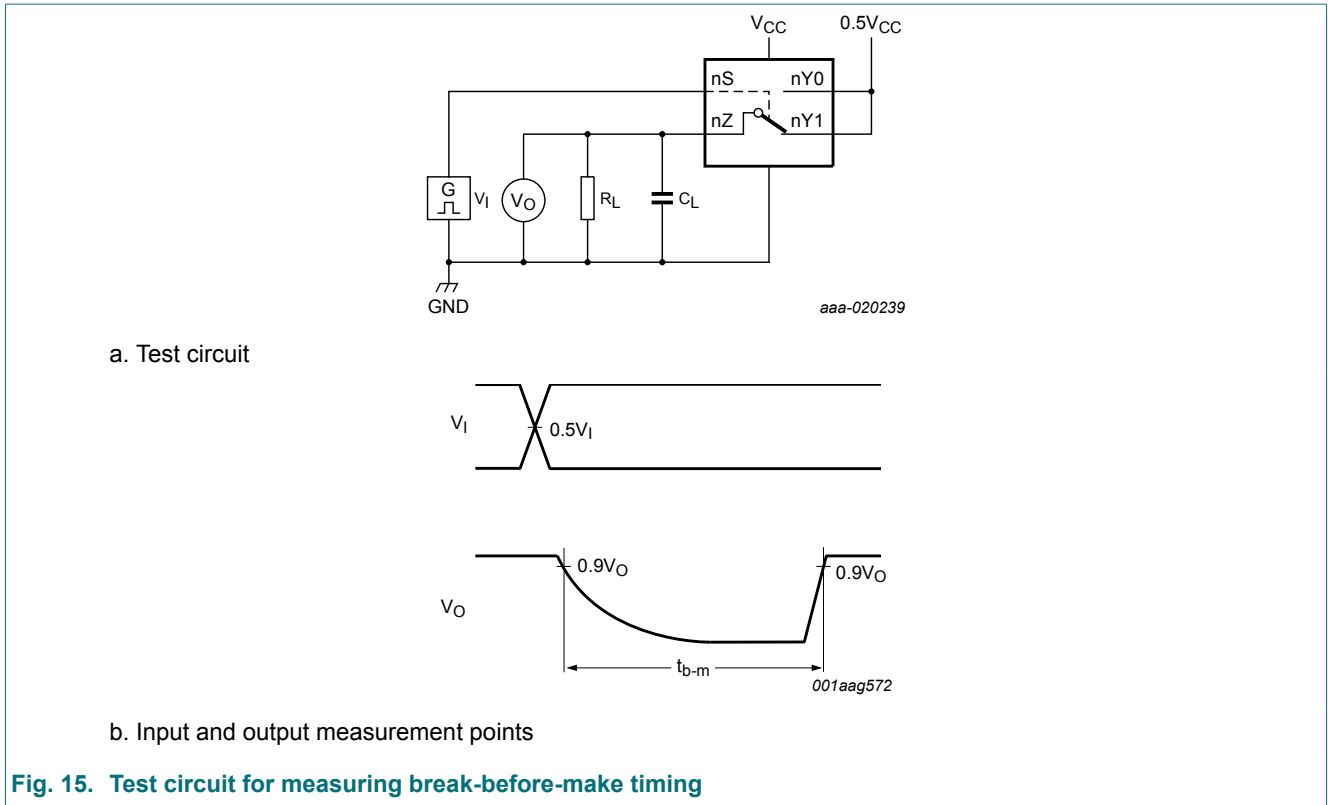 VCC 0.5VCC
nS nY0
nZ nY1
G VI VO RL CL
GND
aaa-020239
a. Test circuit
VI 0.5VI
0.9VO 0.9VO
VO
tb-m
001aag572
b. Input and output measurement points
Fig. 15. Test circuit for measuring break-before-make timing